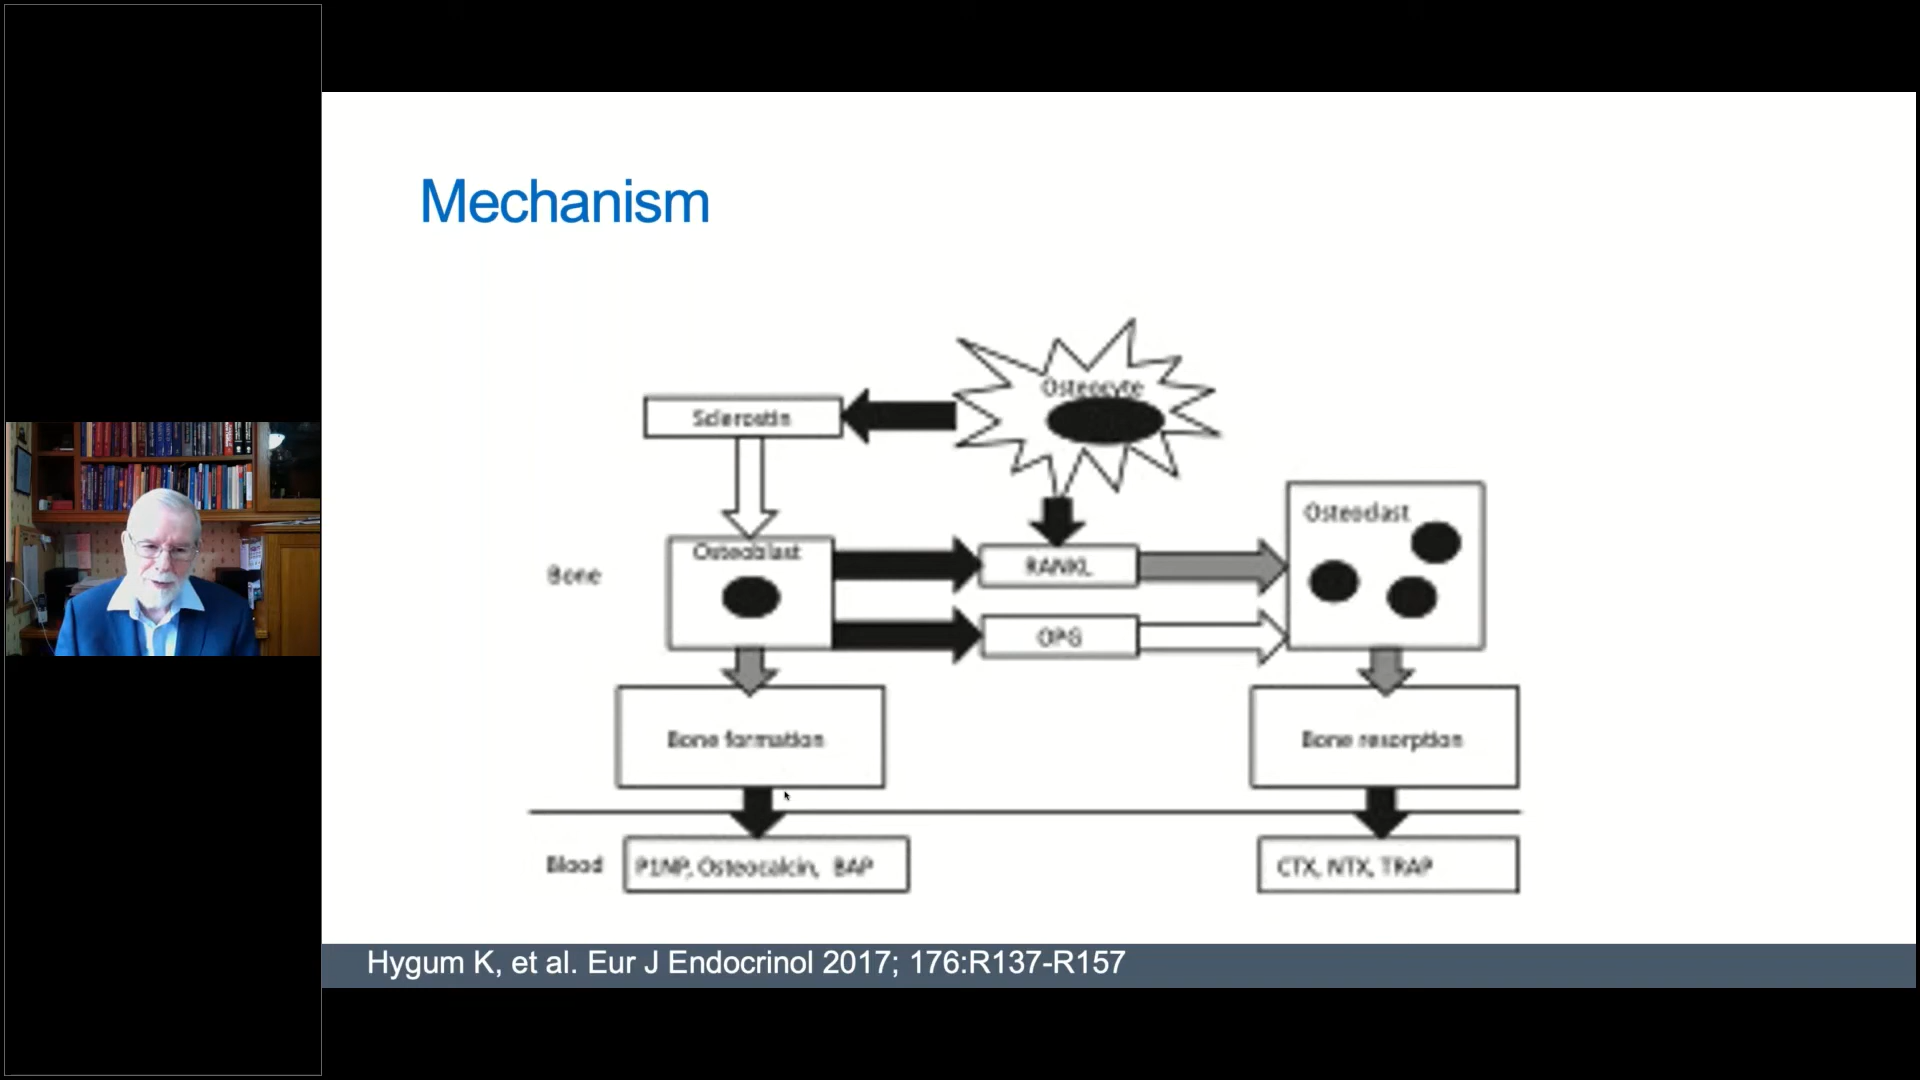 Mechanism
Osteocyte
Sclerostin
Osteoclast
Osteoblast
Bone
RANKL
OPG
Bone formation
Bone resorption
Blood
P1NP, Osteocalcin, BAP
CTX, NTX, TRAP
Hygum K, et al. Eur J Endocrinol 2017; 176:R137-R157